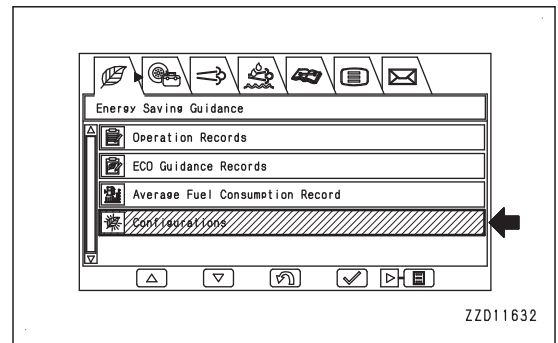 Energy Saving Guidance
Operation Records
ECO Guidance Records
Average Fuel Consumption Record
Configurations
ZZD11632